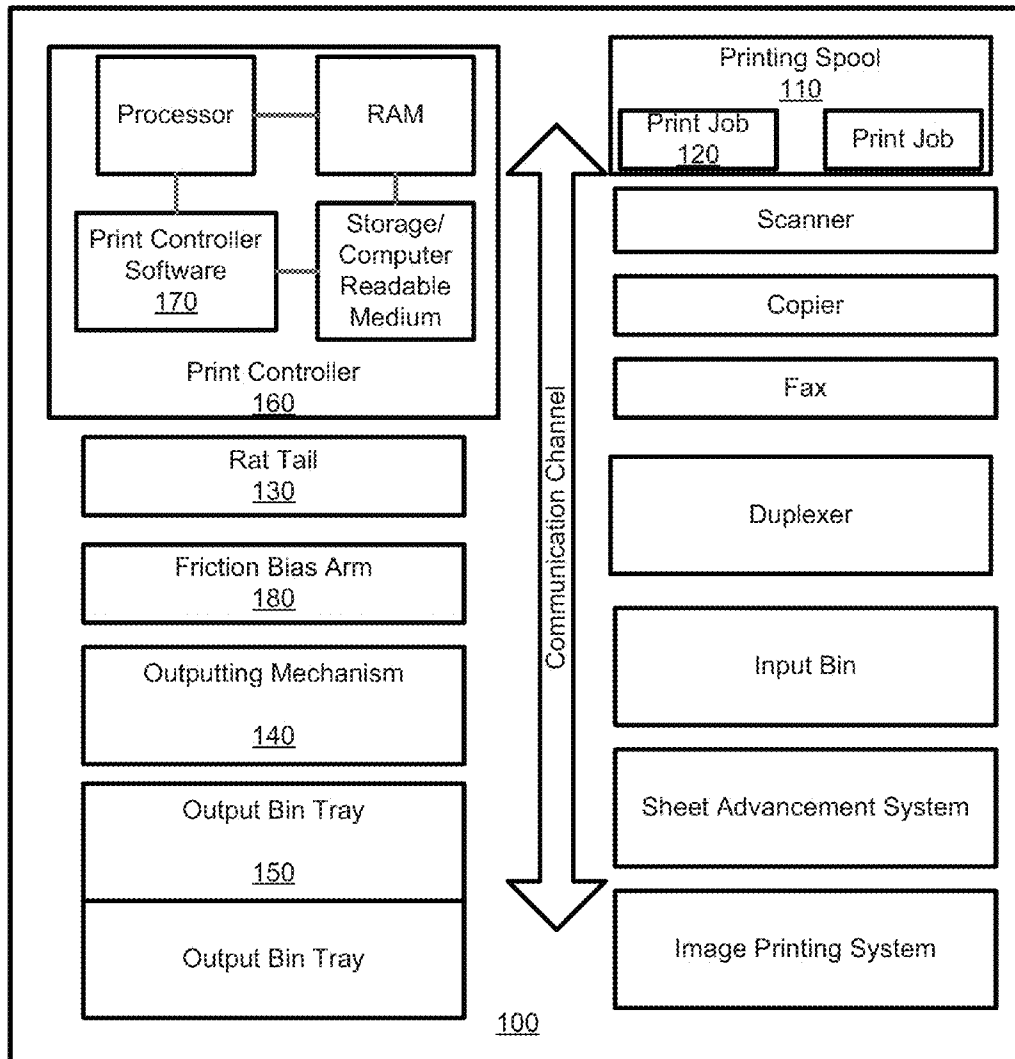 Processor
RAM
Print Controller
Software
170
Storage/
Computer
Readable
Medium
Print Controller
160
Rat Tail
130
Friction Bias Arm
180
Outputting Mechanism
140
Output Bin Tray
150
Output Bin Tray
Communication Channel
Printing Spool
110
Print Job
120
Print Job
Scanner
Copier
Fax
Duplexer
Input Bin
Sheet Advancement System
Image Printing System
100